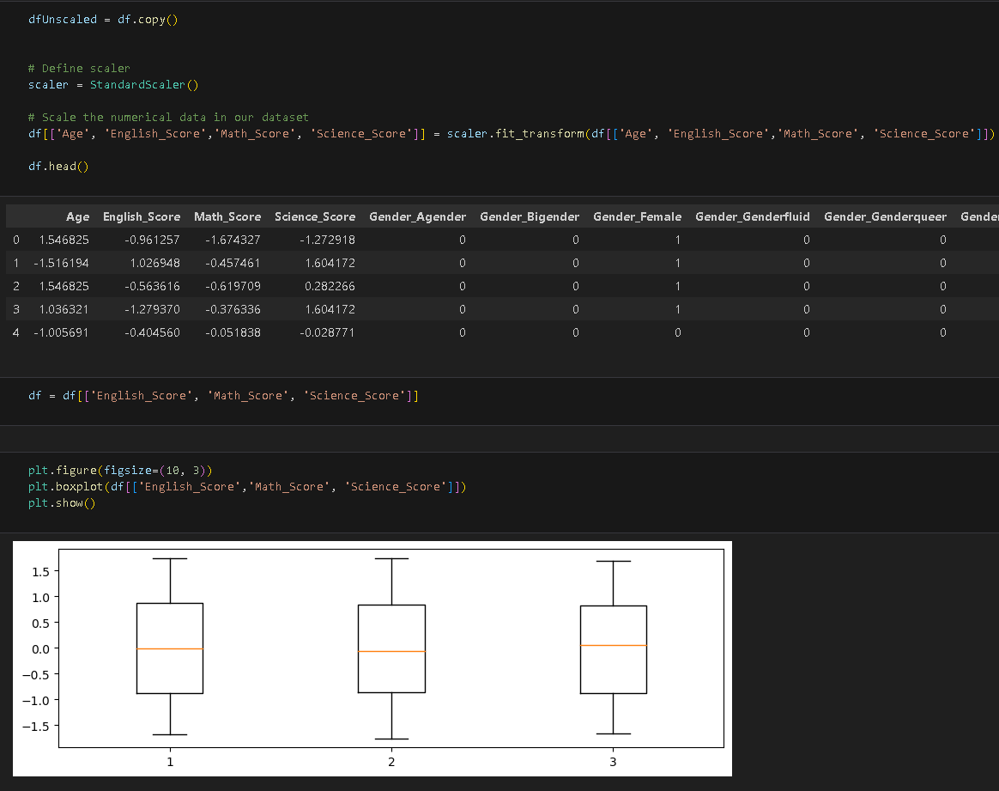 dfUnscaled = df.copy()
# Define scaler
scaler = StandardScaler()
# Scale the numerical data in our dataset
df[['Age', 'English_Score','Math_Score', 'Science_Score']] = scaler.fit_transform(df[['Age', 'English_Score','Math_Score', 'Science_Score']])
df.head()
Age English_Score Math_Score Science_Score Gender_Agender Gender_Bigender Gender_Female Gender_Genderfluid Gender_Genderqueer Gender
0 1.546825 -0.961257 -1.674327 -1.272918 0 0 1 0 0
1 -1.516194 1.026948 -0.457461 1.604172 0 0 1 0 0
2 1.546825 -0.563616 -0.619709 0.282266 0 0 1 0 0
3 1.036321 -1.279370 -0.376336 1.604172 0 0 1 0 0
4 -1.005691 -0.404560 -0.051838 -0.028771 0 0 0 0 0
df = df[['English_Score', 'Math_Score', 'Science_Score']]
plt.figure(figsize=(10, 3))
plt.boxplot(df[['English_Score','Math_Score', 'Science_Score']])
plt.show()
1.5
1.0
0.5
0.0
−0.5
−1.0
−1.5
1 2 3